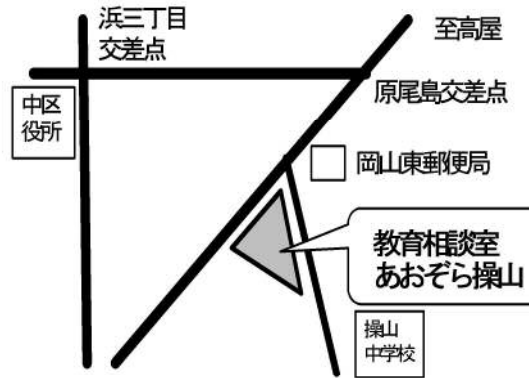 浜三丁目
交差点
至高屋
中区
役所
原尾島交差点
岡山東郵便局
教育相談室
あおぞら操山
操山
中学校